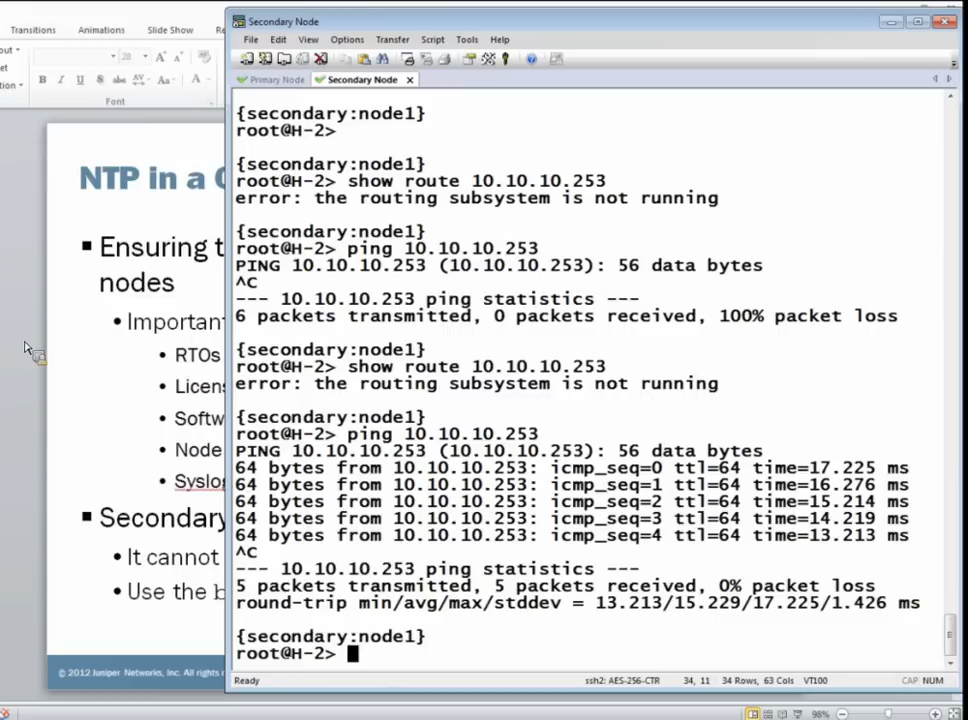 Transitions Animations Slide Show
28
B I U S abc AV Aa A
Font
NTP in a C
Ensuring t
nodes
Important
RTOs
Licens
Softw
Node
Syslog
Secondary
It cannot
Use the b
© 2012 Juniper Networks, Inc. All rights r
98%
Secondary Node
File Edit View Options Transfer Script Tools Help
Primary Node Secondary Node
{secondary:node1}
root@H-2>
{secondary:node1}
root@H-2> show route 10.10.10.253
error: the routing subsystem is not running
{secondary:node1}
root@H-2> ping 10.10.10.253
PING 10.10.10.253 (10.10.10.253): 56 data bytes
^C
--- 10.10.10.253 ping statistics ---
6 packets transmitted, 0 packets received, 100% packet loss
{secondary:node1}
root@H-2> show route 10.10.10.253
error: the routing subsystem is not running
{secondary:node1}
root@H-2> ping 10.10.10.253
PING 10.10.10.253 (10.10.10.253): 56 data bytes
64 bytes from 10.10.10.253: icmp_seq=0 ttl=64 time=17.225 ms
64 bytes from 10.10.10.253: icmp_seq=1 ttl=64 time=16.276 ms
64 bytes from 10.10.10.253: icmp_seq=2 ttl=64 time=15.214 ms
64 bytes from 10.10.10.253: icmp_seq=3 ttl=64 time=14.219 ms
64 bytes from 10.10.10.253: icmp_seq=4 ttl=64 time=13.213 ms
^C
--- 10.10.10.253 ping statistics ---
5 packets transmitted, 5 packets received, 0% packet loss
round-trip min/avg/max/stddev = 13.213/15.229/17.225/1.426 ms
{secondary:node1}
root@H-2>
Ready ssh2: AES-256-CTR 34, 11 34 Rows, 63 Cols VT100 CAP NUM